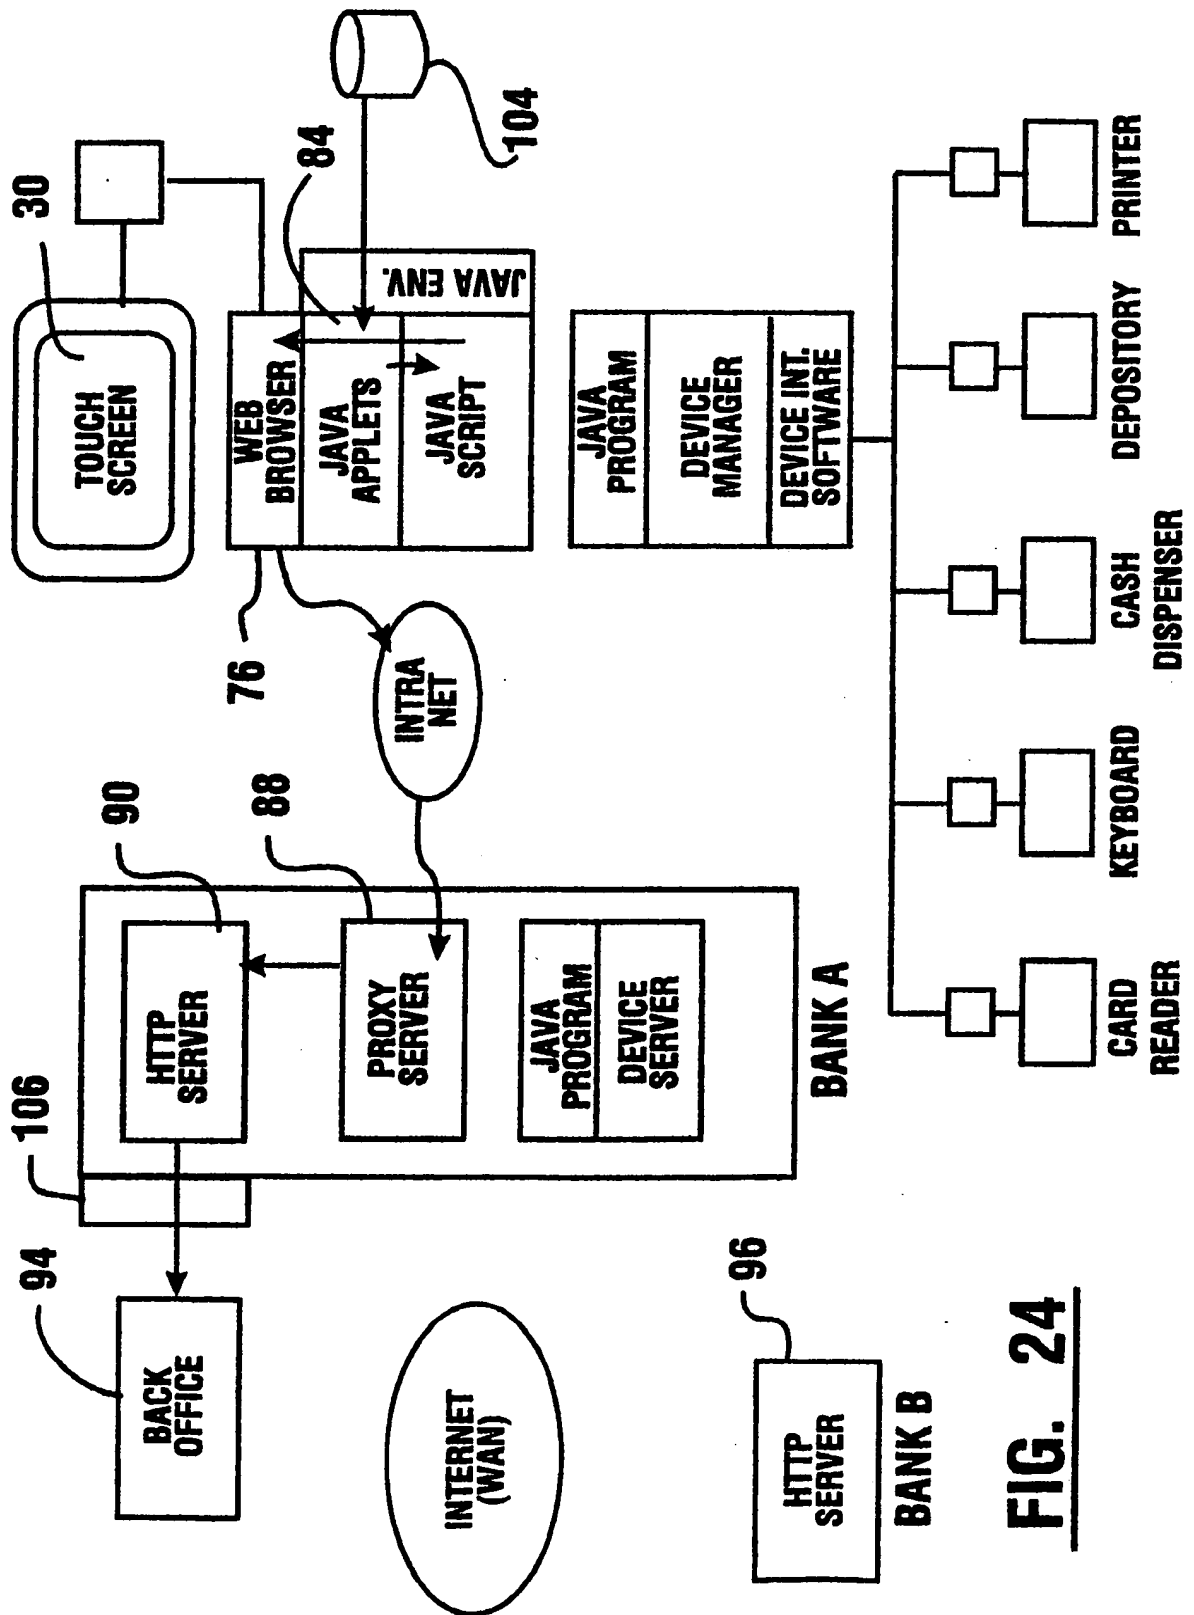 94
BACK
OFFICE
106
90
HTTP
SERVER
88
PROXY
SERVER
JAVA
PROGRAM
DEVICE
SERVER
BANK A
INTERNET
(WAN)
96
HTTP
SERVER
BANK B
INTRA
NET
30
TOUCH
SCREEN
76
WEB
BROWSER
JAVA
APPLETS
JAVA
SCRIPT
JAVA ENV.
84
104
JAVA
PROGRAM
DEVICE
MANAGER
DEVICE INT.
SOFTWARE
CARD
READER
KEYBOARD
CASH
DISPENSER
DEPOSITORY
PRINTER
FIG. 24